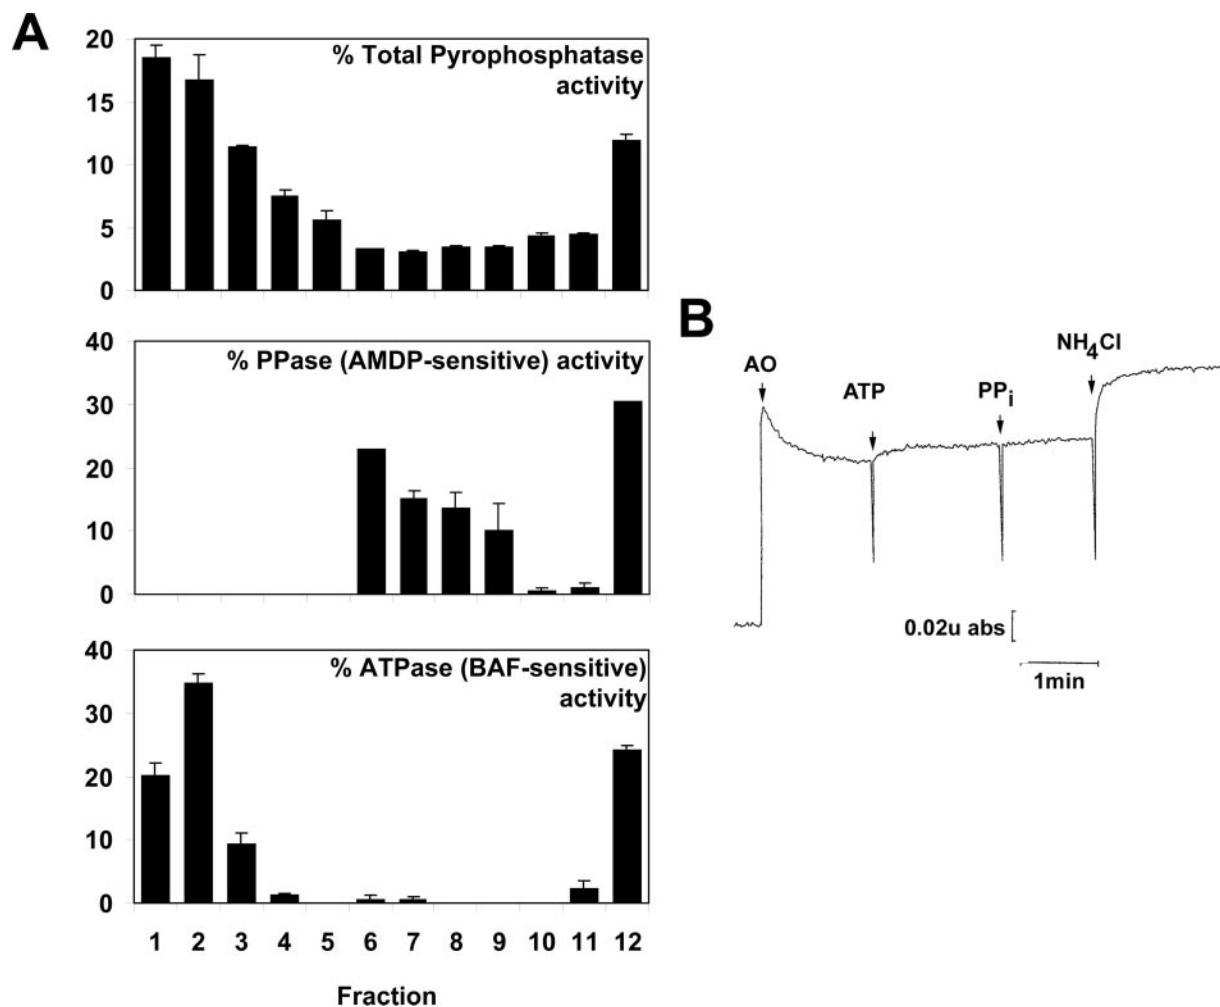 A
% Total Pyrophosphatase
activity
20
15
10
5
0
% PPase (AMDP-sensitive) activity
40
30
20
10
0
% ATPase (BAF-sensitive)
activity
40
30
20
10
0
1 2 3 4 5 6 7 8 9 10 11 12
Fraction
B
AO
ATP
PPi
NH4Cl
0.02u abs
1min